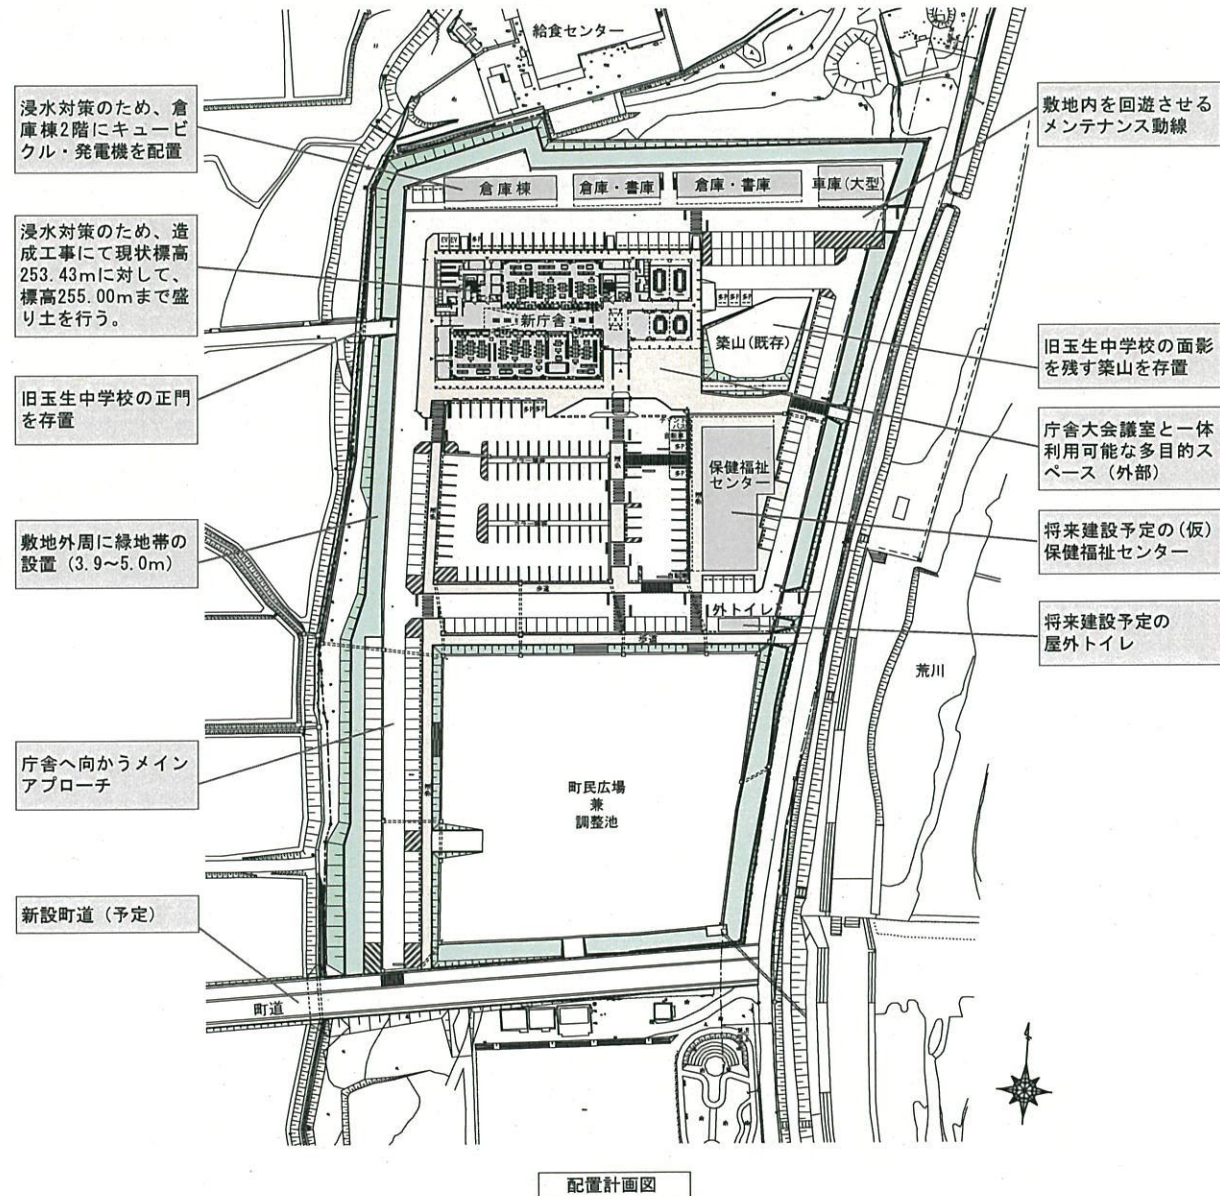 給食センター
浸水対策のため、倉
庫棟2階にキュービ
クル・発電機を配置
浸水対策のため、造
成工事にて現状標高
253.43mに対して、
標高255.00mまで盛
り土を行う。
旧玉生中学校の正門
を存置
敷地外周に緑地帯の
設置（3.9～5.0m）
庁舎へ向かうメイン
アプローチ
新設町道（予定）
倉庫棟
倉庫・書庫
倉庫・書庫
車庫(大型)
EV
EV
新庁舎
築山(既存)
保健福祉
センター
歩道
外トイレ
歩道
町民広場
兼
調整池
町道
荒川
敷地内を回遊させる
メンテナンス動線
旧玉生中学校の面影
を残す築山を存置
庁舎大会議室と一体
利用可能な多目的ス
ペース（外部）
将来建設予定の(仮)
保健福祉センター
将来建設予定の
屋外トイレ
配置計画図